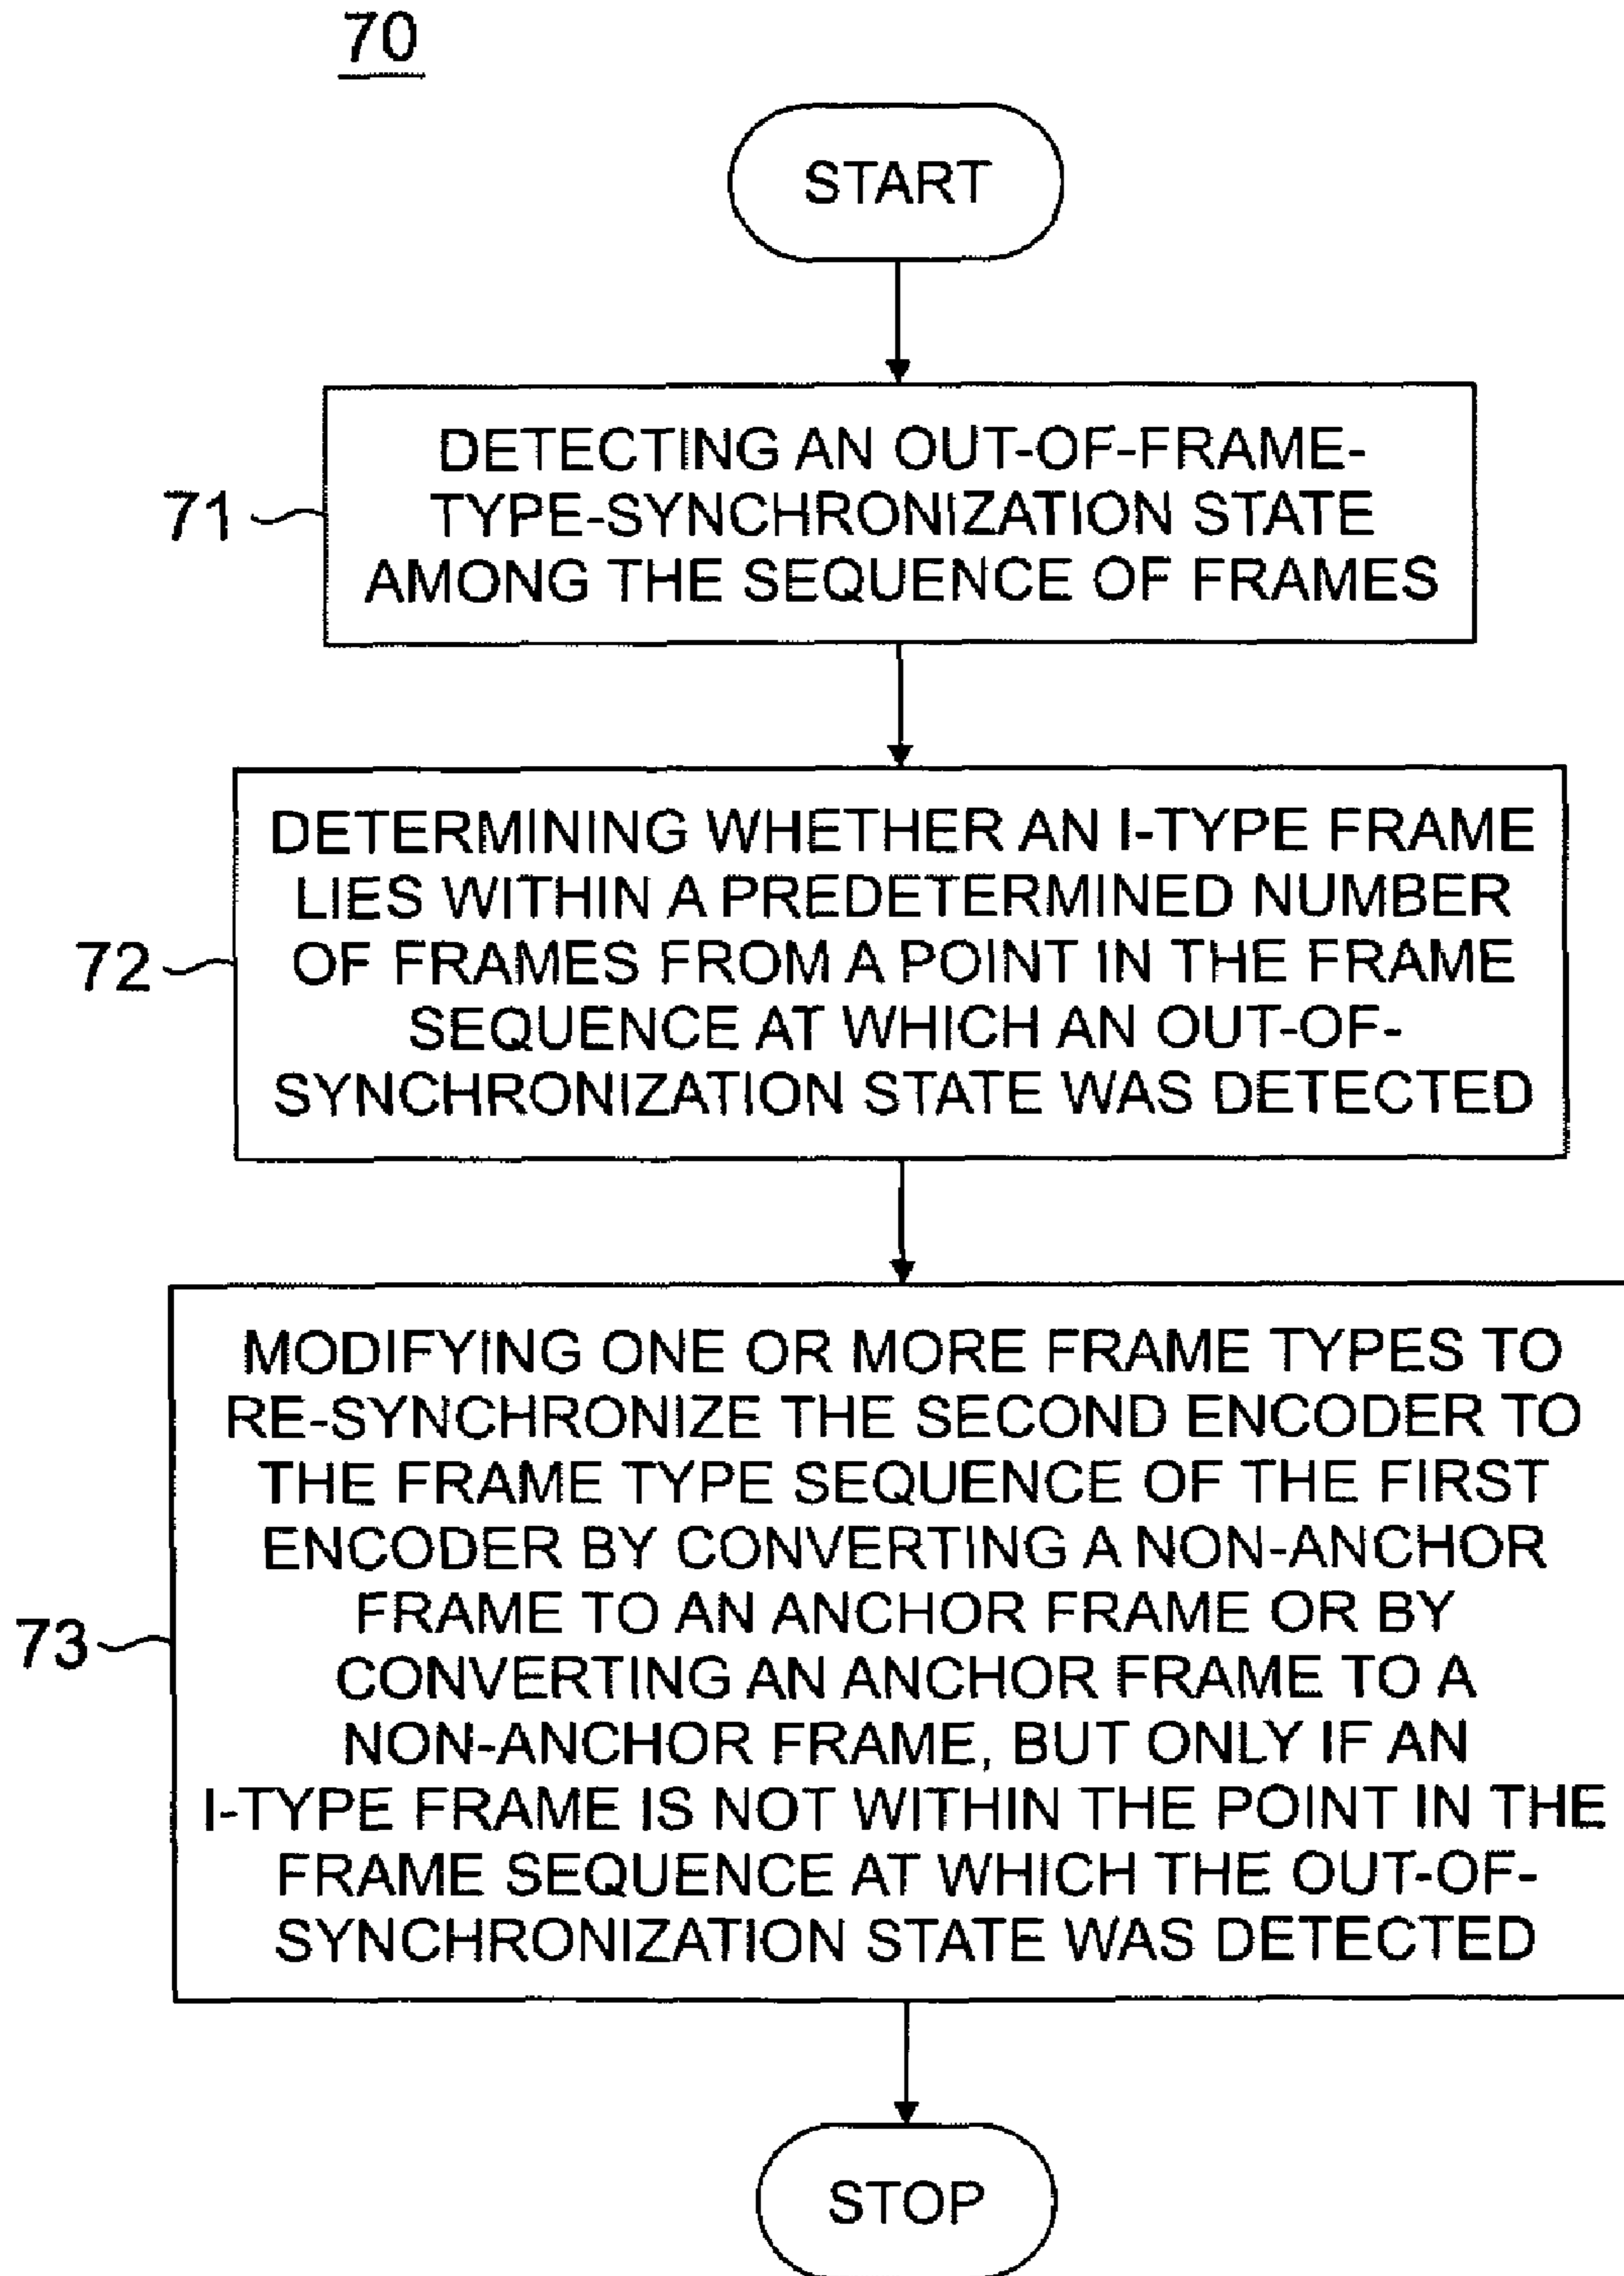 70
START
71
DETECTING AN OUT-OF-FRAME-
TYPE-SYNCHRONIZATION STATE
AMONG THE SEQUENCE OF FRAMES
72
DETERMINING WHETHER AN I-TYPE FRAME
LIES WITHIN A PREDETERMINED NUMBER
OF FRAMES FROM A POINT IN THE FRAME
SEQUENCE AT WHICH AN OUT-OF-
SYNCHRONIZATION STATE WAS DETECTED
73
MODIFYING ONE OR MORE FRAME TYPES TO
RE-SYNCHRONIZE THE SECOND ENCODER TO
THE FRAME TYPE SEQUENCE OF THE FIRST
ENCODER BY CONVERTING A NON-ANCHOR
FRAME TO AN ANCHOR FRAME OR BY
CONVERTING AN ANCHOR FRAME TO A
NON-ANCHOR FRAME, BUT ONLY IF AN
I-TYPE FRAME IS NOT WITHIN THE POINT IN THE
FRAME SEQUENCE AT WHICH THE OUT-OF-
SYNCHRONIZATION STATE WAS DETECTED
STOP